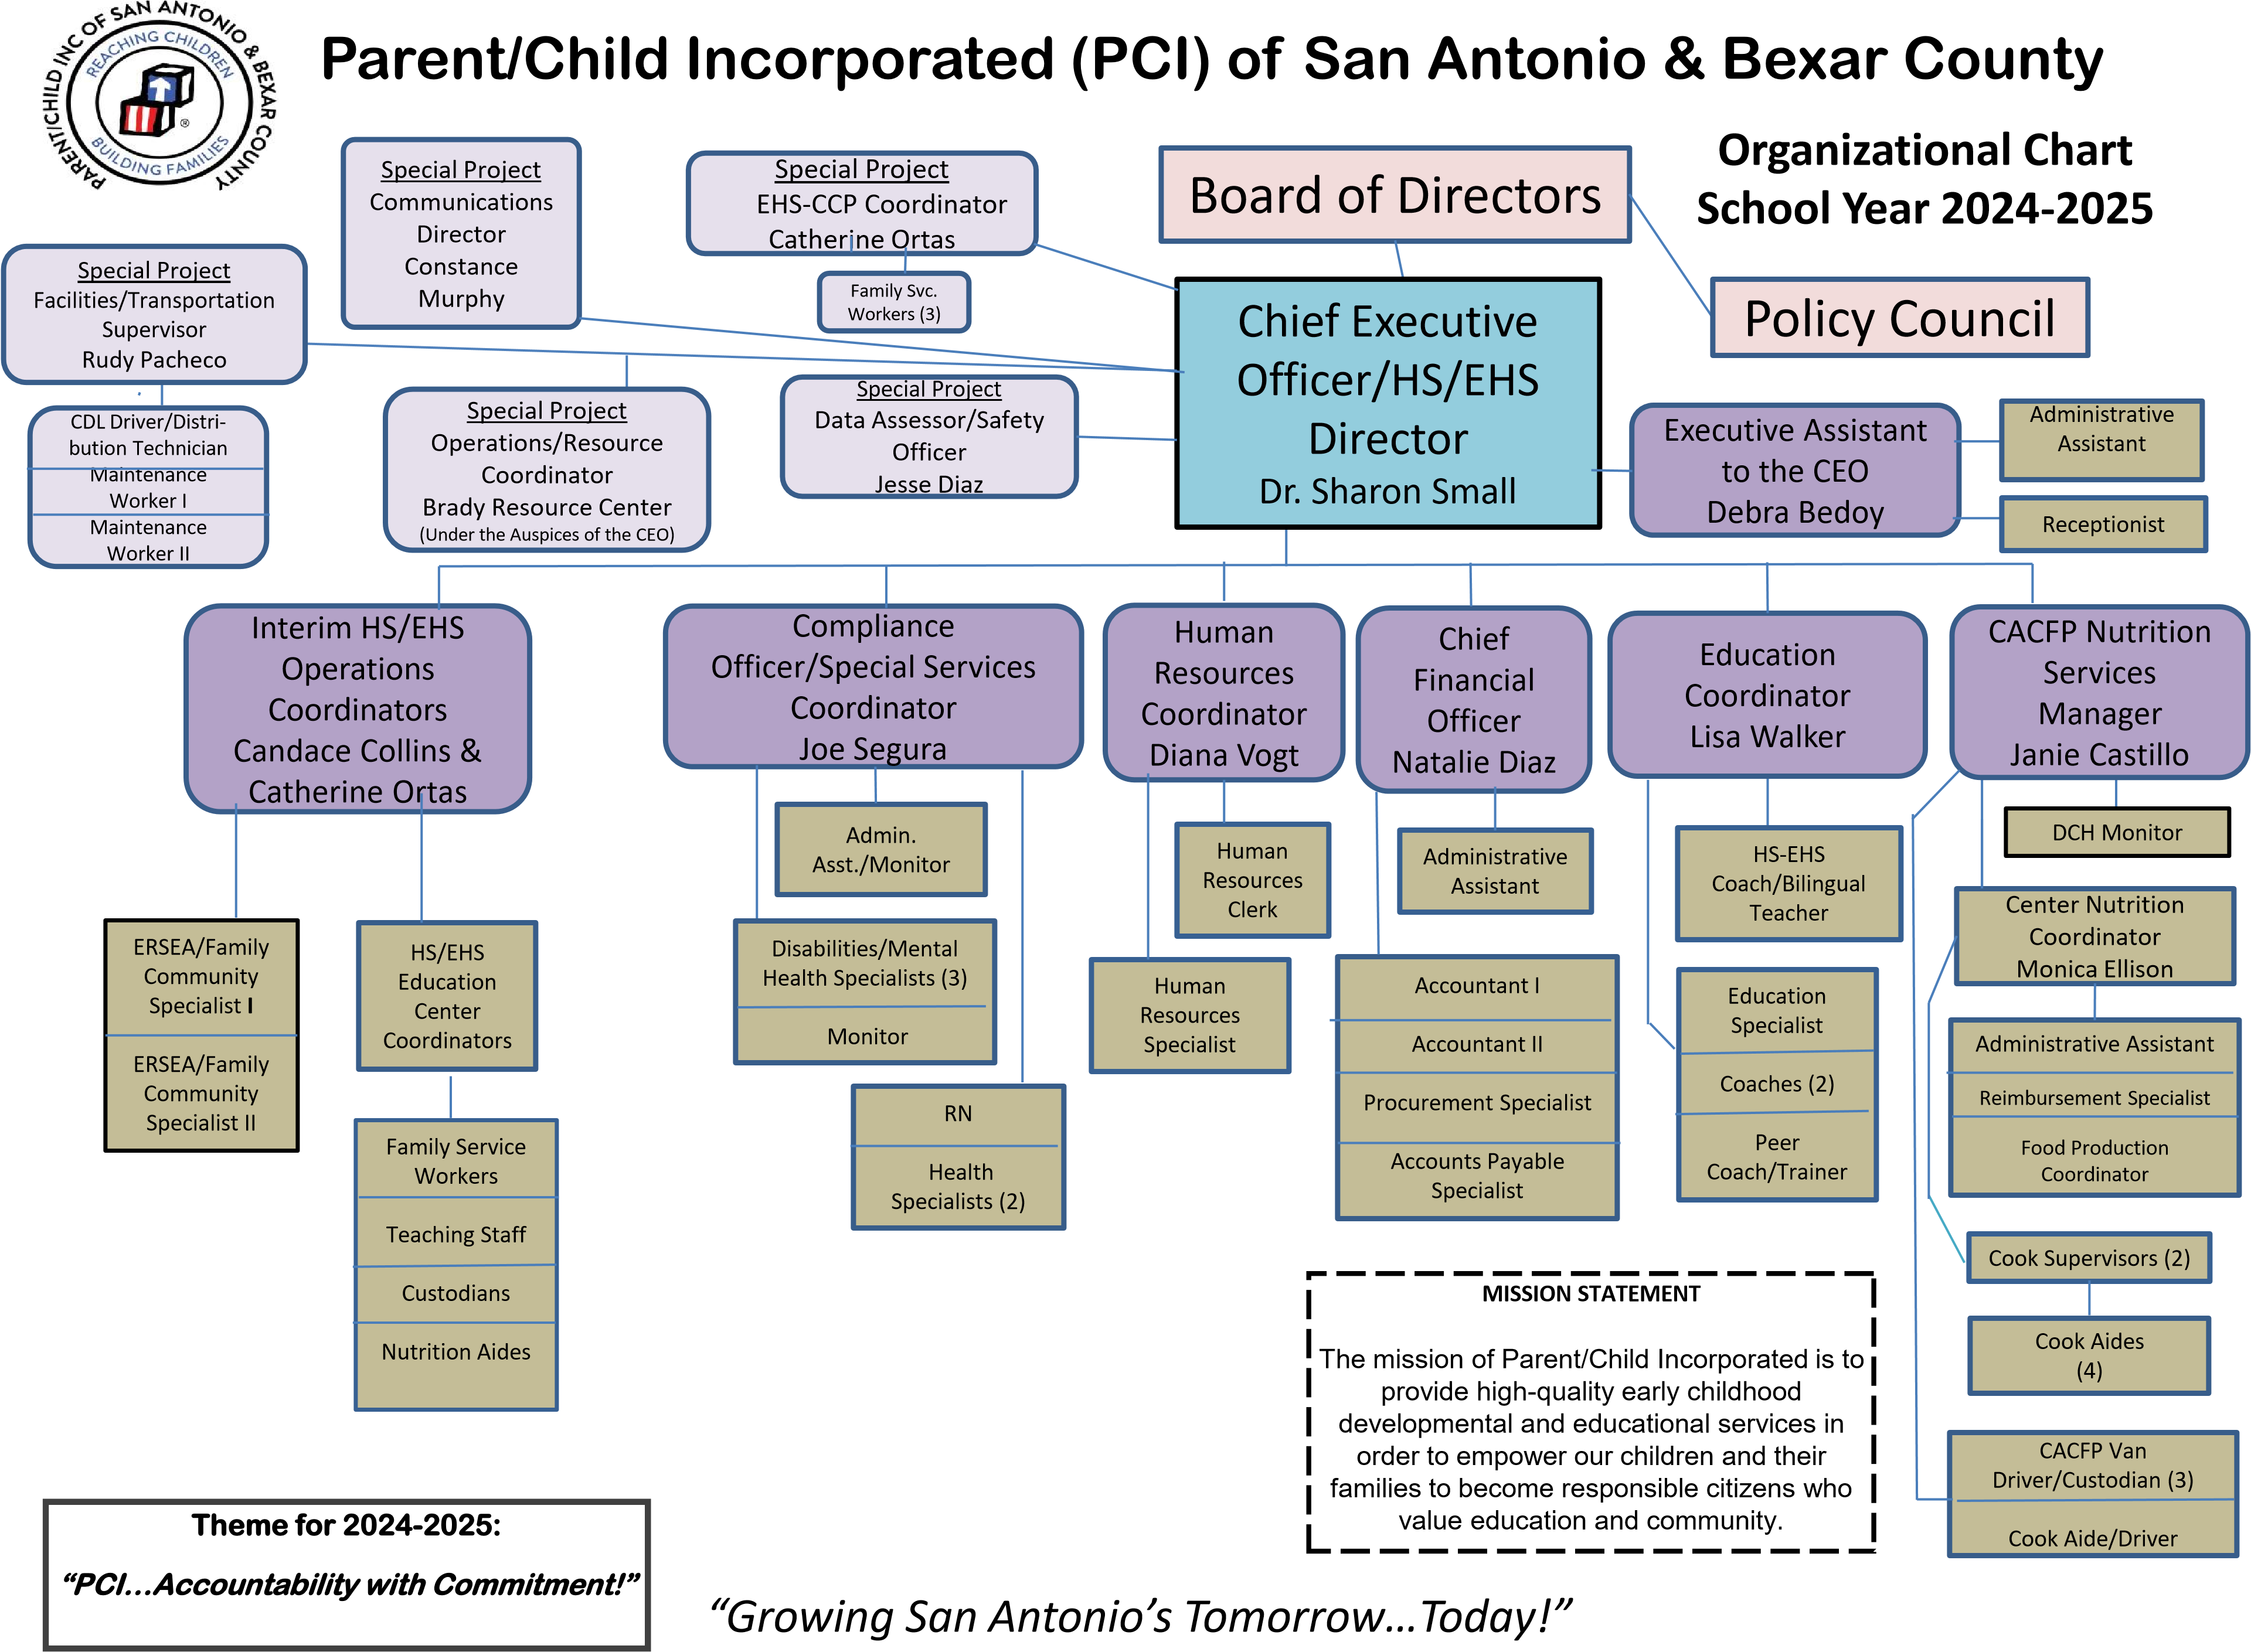 PARENT/CHILD INC OF SAN ANTONIO & BEXAR COUNTY
REACHING CHILDREN
BUILDING FAMILIES
®
Parent/Child Incorporated (PCI) of San Antonio & Bexar County
Organizational Chart
School Year 2024-2025
Special Project
Communications
Director
Constance
Murphy
Special Project
EHS-CCP Coordinator
Catherine Ortas
Family Svc.
Workers (3)
Board of Directors
Policy Council
Special Project
Facilities/Transportation
Supervisor
Rudy Pacheco
CDL Driver/Distri-
bution Technician
Maintenance
Worker I
Maintenance
Worker II
Special Project
Operations/Resource
Coordinator
Brady Resource Center
(Under the Auspices of the CEO)
Special Project
Data Assessor/Safety
Officer
Jesse Diaz
Chief Executive
Officer/HS/EHS
Director
Dr. Sharon Small
Executive Assistant
to the CEO
Debra Bedoy
Administrative
Assistant
Receptionist
Interim HS/EHS
Operations
Coordinators
Candace Collins &
Catherine Ortas
ERSEA/Family
Community
Specialist I
ERSEA/Family
Community
Specialist II
HS/EHS
Education
Center
Coordinators
Family Service
Workers
Teaching Staff
Custodians
Nutrition Aides
Compliance
Officer/Special Services
Coordinator
Joe Segura
Admin.
Asst./Monitor
Disabilities/Mental
Health Specialists (3)
Monitor
RN
Health
Specialists (2)
Human
Resources
Coordinator
Diana Vogt
Human
Resources
Clerk
Human
Resources
Specialist
Chief
Financial
Officer
Natalie Diaz
Administrative
Assistant
Accountant I
Accountant II
Procurement Specialist
Accounts Payable
Specialist
Education
Coordinator
Lisa Walker
HS-EHS
Coach/Bilingual
Teacher
Education
Specialist
Coaches (2)
Peer
Coach/Trainer
CACFP Nutrition
Services
Manager
Janie Castillo
DCH Monitor
Center Nutrition
Coordinator
Monica Ellison
Administrative Assistant
Reimbursement Specialist
Food Production
Coordinator
Cook Supervisors (2)
Cook Aides
(4)
CACFP Van
Driver/Custodian (3)
Cook Aide/Driver
MISSION STATEMENT
The mission of Parent/Child Incorporated is to
provide high-quality early childhood
developmental and educational services in
order to empower our children and their
families to become responsible citizens who
value education and community.
Theme for 2024-2025:
“PCI…Accountability with Commitment!”
“Growing San Antonio’s Tomorrow…Today!”